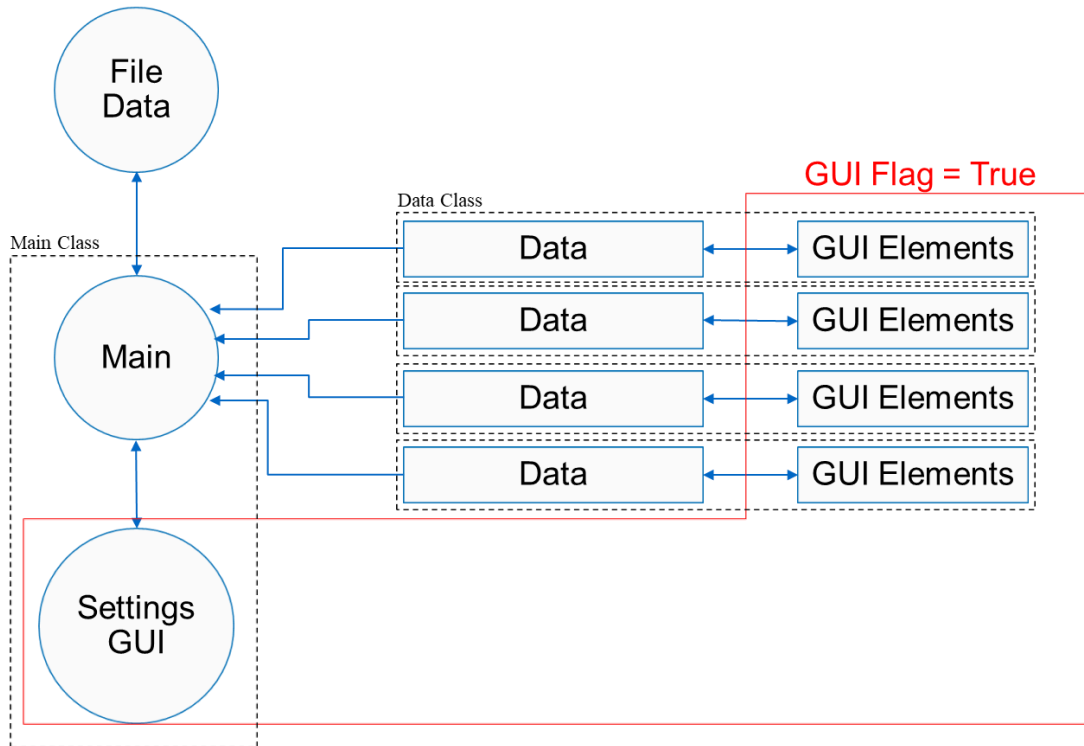 File
Data
GUI Flag = True
Data Class
Main Class
Data
GUI Elements
Data
GUI Elements
Main
Data
GUI Elements
Data
GUI Elements
Settings
GUI